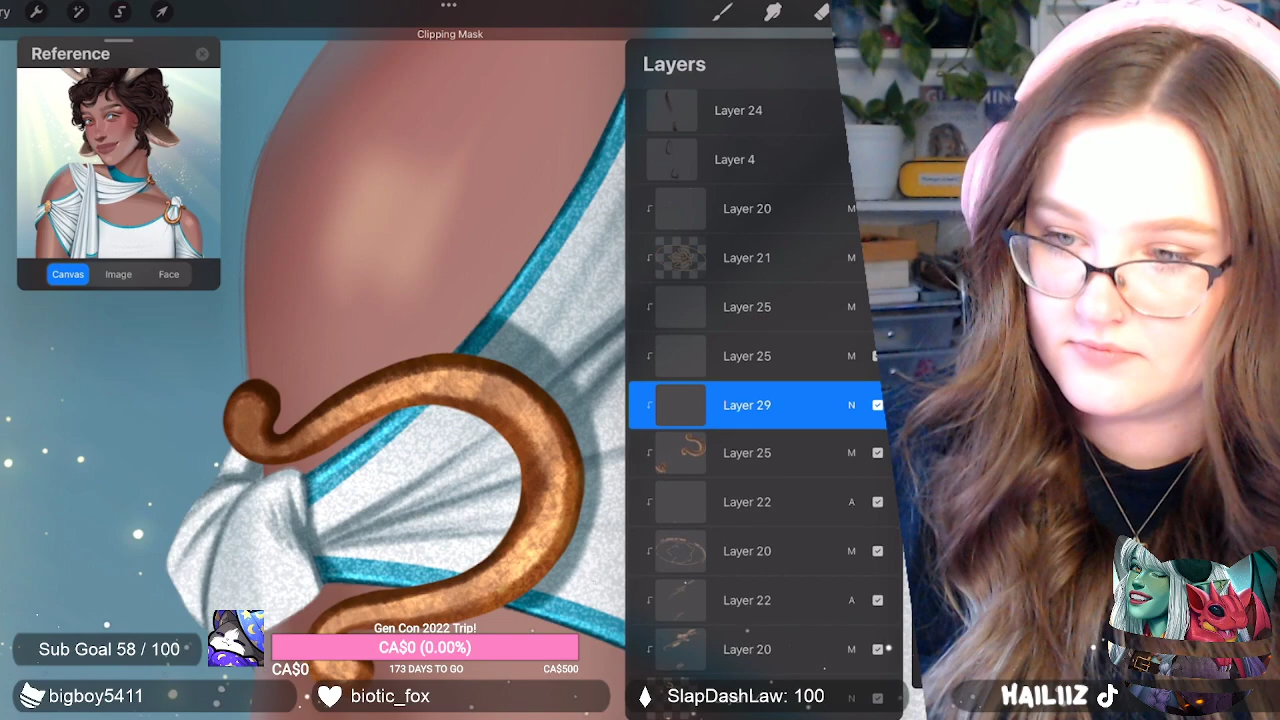 ry
Clipping Mask
Reference
Canvas
Image
Face
Layers
Layer 24
Layer 4
Layer 20
M
Layer 21
M
Layer 25
M
Layer 25
M
Layer 29
N
Layer 25
M
Layer 22
A
Layer 20
M
Layer 22
A
Layer 20
M
N
Sub Goal 58 / 100
Gen Con 2022 Trip!
CA$0 (0.00%)
CA$0
173 DAYS TO GO
CA$500
bigboy5411
biotic_fox
SlapDashLaw: 100
HAILIIZ